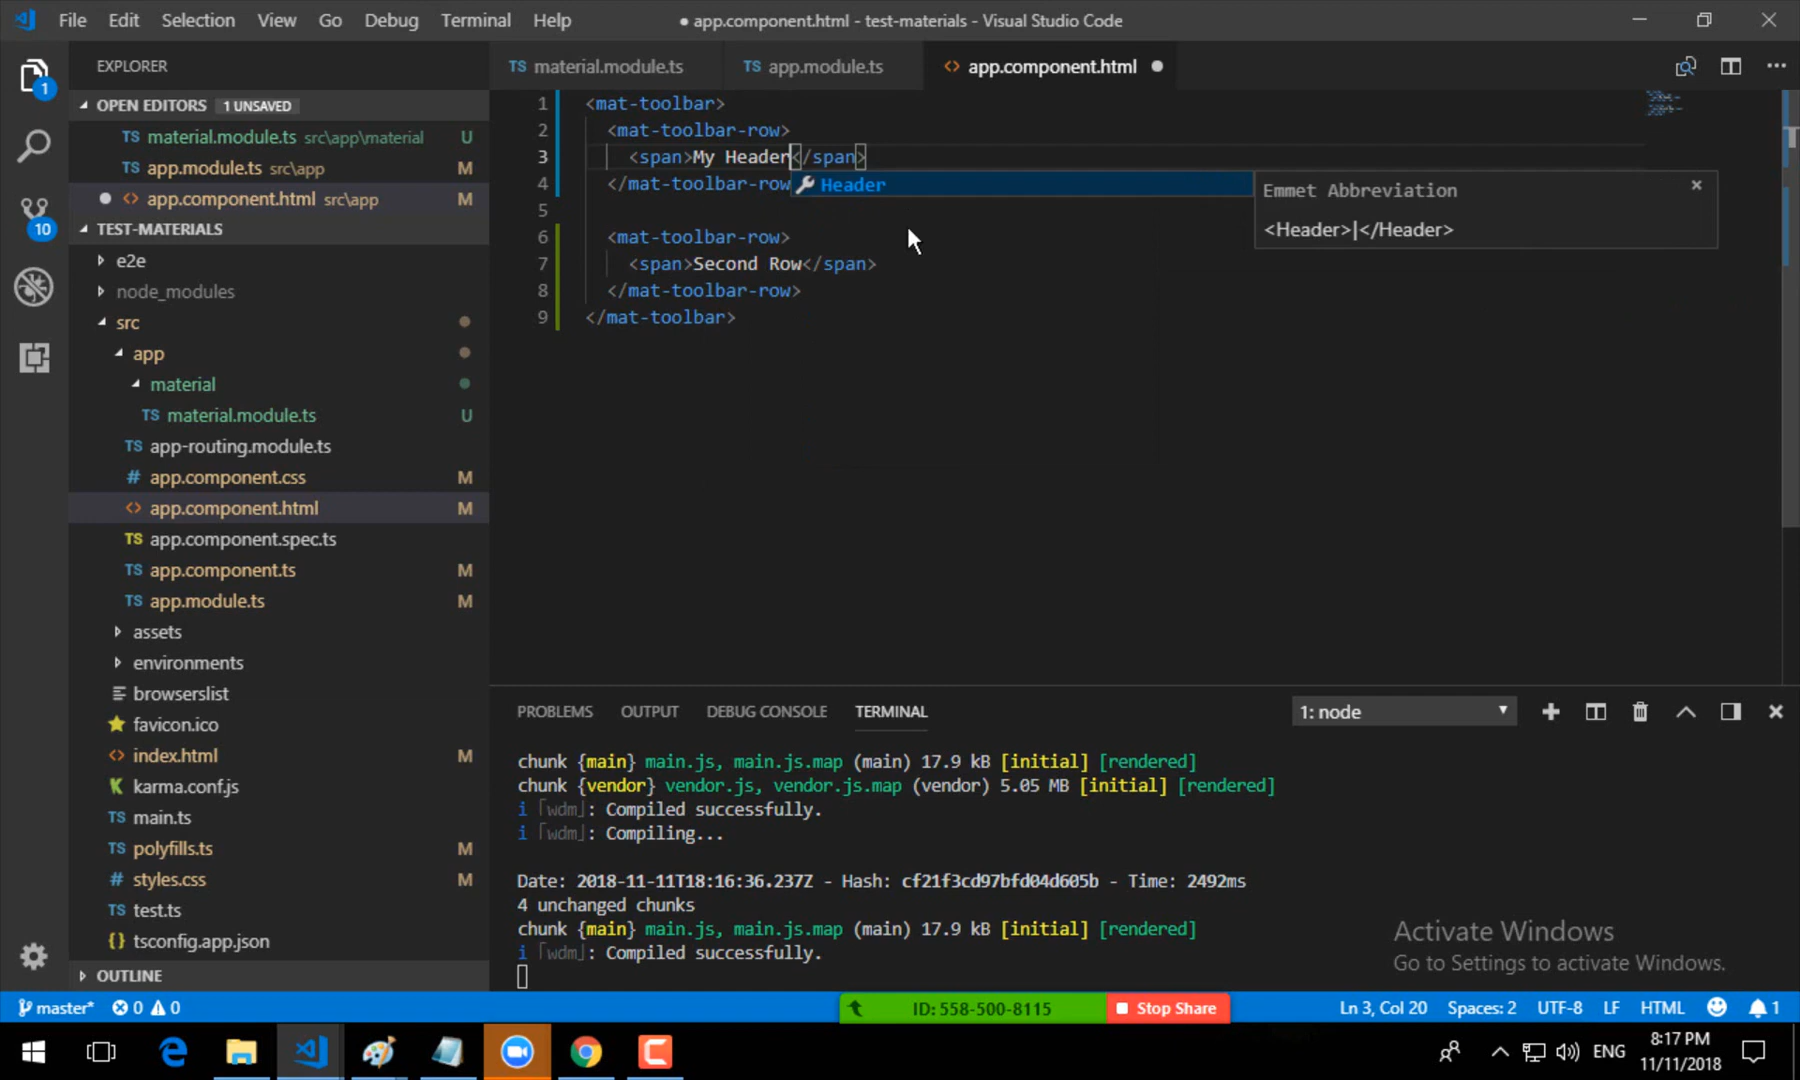 File Edit Selection View Go Debug Terminal Help
● app.component.html - test-materials - Visual Studio Code
EXPLORER
TS material.module.ts
TS app.module.ts
<> app.component.html
OPEN EDITORS 1 UNSAVED
TS material.module.ts src\app\material U
TS app.module.ts src\app M
<> app.component.html src\app M
TEST-MATERIALS
e2e
node_modules
src
app
material
TS material.module.ts U
TS app-routing.module.ts
# app.component.css M
<> app.component.html M
TS app.component.spec.ts
TS app.component.ts M
TS app.module.ts M
assets
environments
browserslist
favicon.ico
<> index.html M
karma.conf.js
TS main.ts
TS polyfills.ts M
TS styles.css M
TS test.ts
{} tsconfig.app.json
OUTLINE
1
10
1 <mat-toolbar>
2 <mat-toolbar-row>
3 <span>My Header</span>
4 </mat-toolbar-row
5
6 <mat-toolbar-row>
7 <span>Second Row</span>
8 </mat-toolbar-row>
9 </mat-toolbar>
Header
Emmet Abbreviation
<Header>|</Header>
PROBLEMS OUTPUT DEBUG CONSOLE TERMINAL
1: node
chunk {main} main.js, main.js.map (main) 17.9 kB [initial] [rendered]
chunk {vendor} vendor.js, vendor.js.map (vendor) 5.05 MB [initial] [rendered]
i ｢wdm｣: Compiled successfully.
i ｢wdm｣: Compiling...
Date: 2018-11-11T18:16:36.237Z - Hash: cf21f3cd97bfd04d605b - Time: 2492ms
4 unchanged chunks
chunk {main} main.js, main.js.map (main) 17.9 kB [initial] [rendered]
i ｢wdm｣: Compiled successfully.
Activate Windows
Go to Settings to activate Windows.
master* 0 0
ID: 558-500-8115
Stop Share
Ln 3, Col 20 Spaces: 2 UTF-8 LF HTML 1
ENG
8:17 PM
11/11/2018